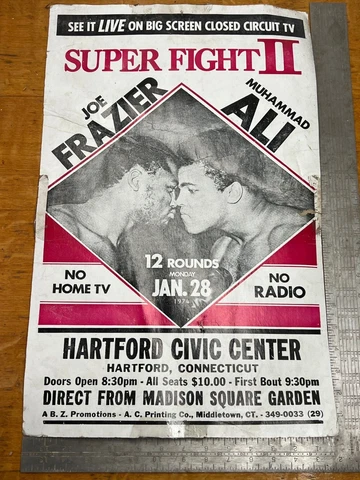 SEE IT LIVE ON BIG SCREEN CLOSED CIRCUIT TV
SUPER FIGHT II
JOE
FRAZIER
MUHAMMAD
ALI
12 ROUNDS
MONDAY
JAN. 28
1974
NO
HOME TV
NO
RADIO
HARTFORD CIVIC CENTER
HARTFORD, CONNECTICUT
Doors Open 8:30pm - All Seats $10.00 - First Bout 9:30pm
DIRECT FROM MADISON SQUARE GARDEN
A B. Z. Promotions - A. C. Printing Co., Middletown, CT. - 349-0033 (29)